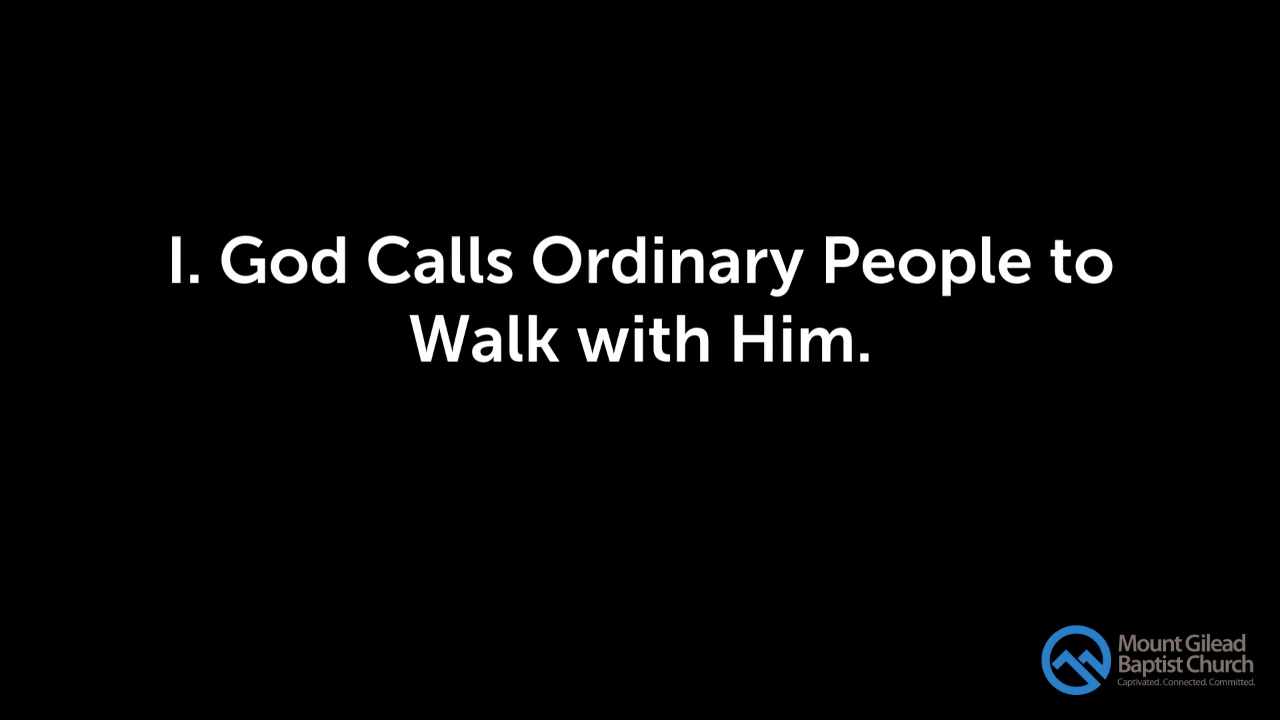 I. God Calls Ordinary People to
Walk with Him.
Mount Gilead
Baptist Church
Captivated. Connected. Committed.